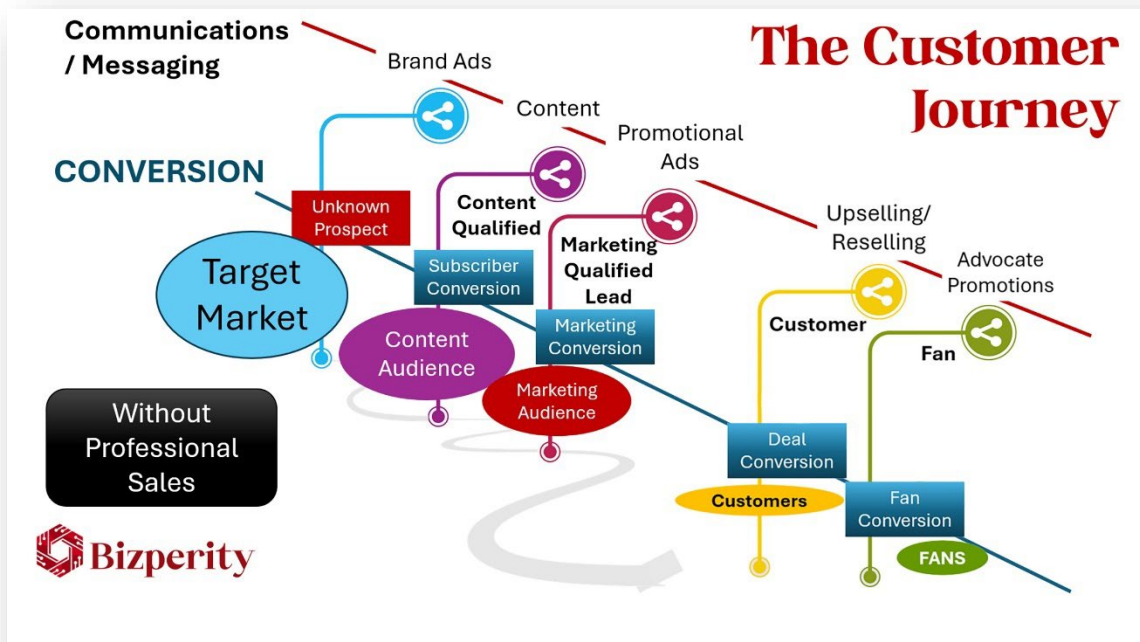 Communications
/ Messaging
The Customer
Journey
Brand Ads
Content
Promotional
Ads
CONVERSION
Unknown
Prospect
Content
Qualified
Upselling/
Reselling
Target
Market
Subscriber
Conversion
Marketing
Qualified
Lead
Advocate
Promotions
Content
Audience
Marketing
Conversion
Customer
Fan
Marketing
Audience
Without
Professional
Sales
Deal
Conversion
Customers
Fan
Conversion
FANS
Bizperity